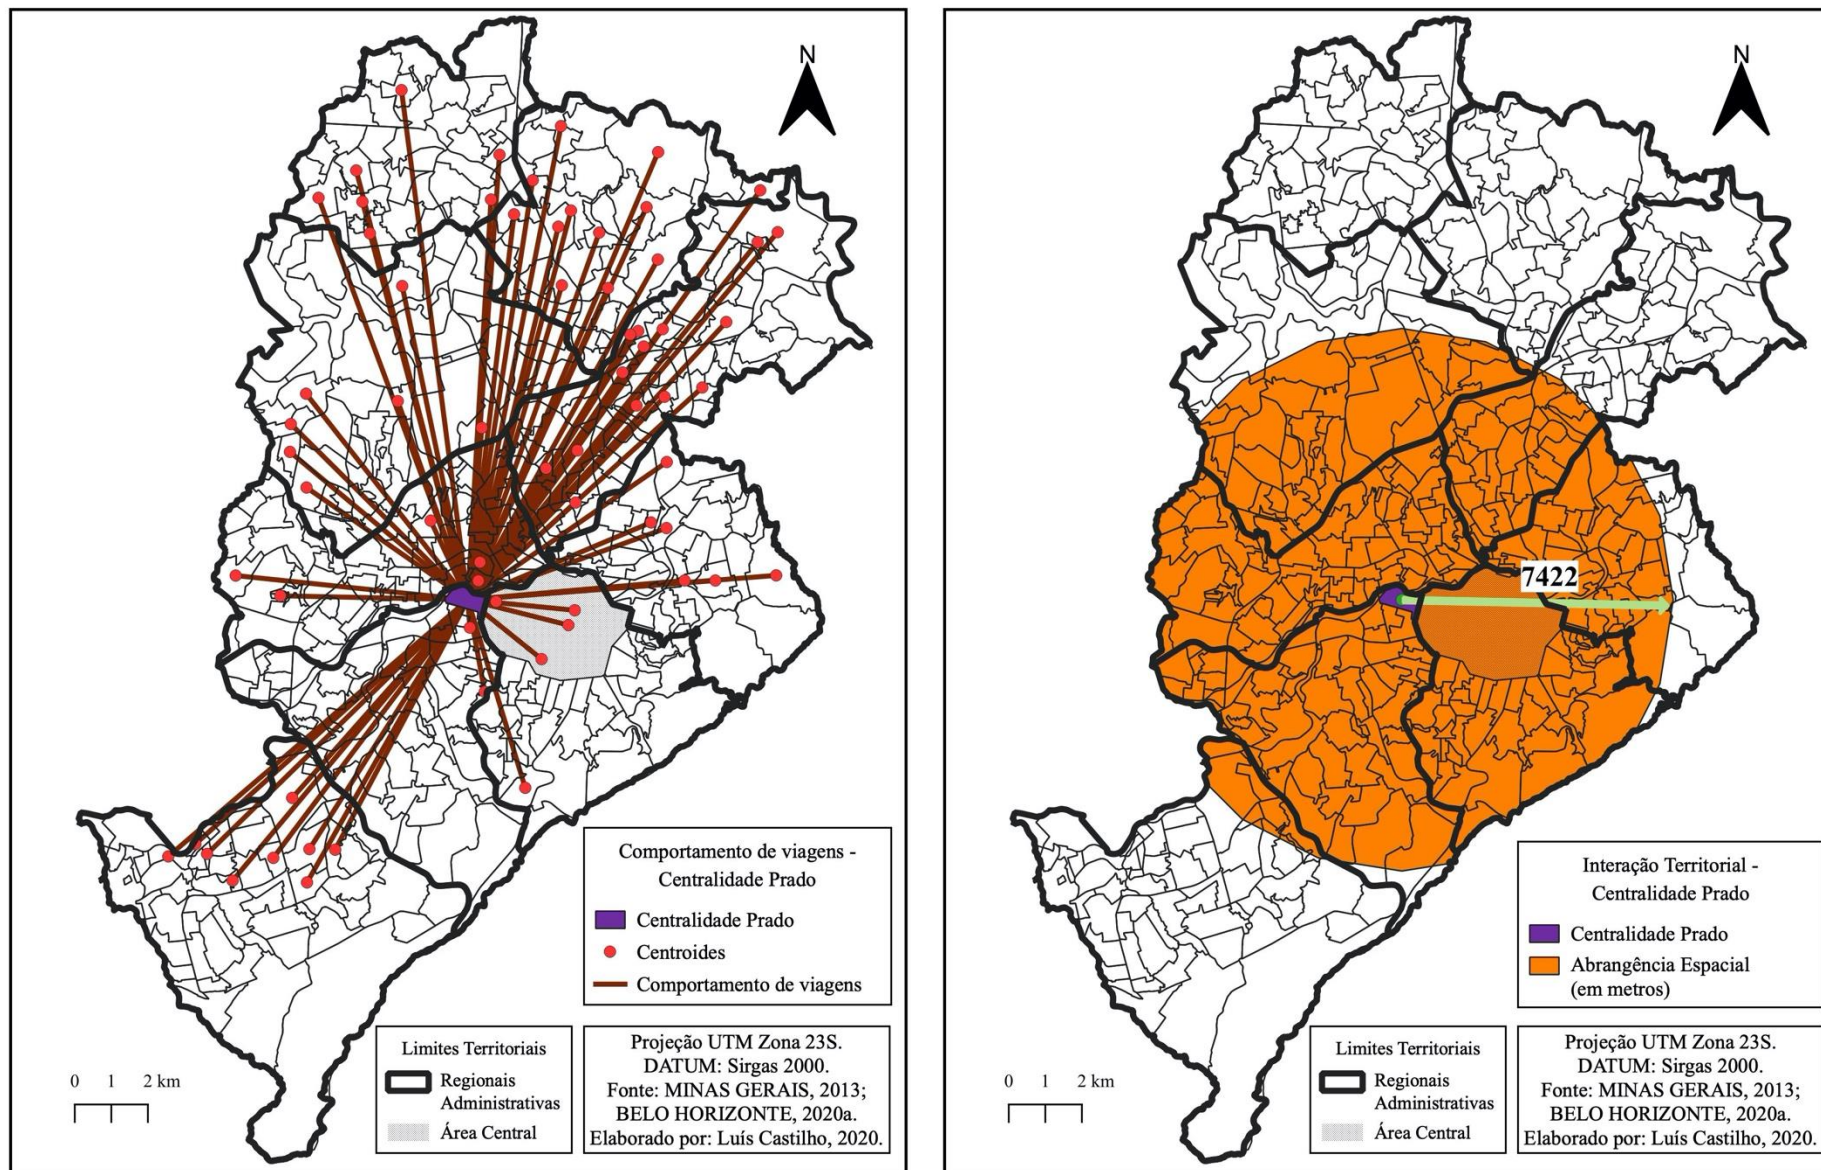 N
Comportamento de viagens -
Centralidade Prado
Centralidade Prado
Centroides
Comportamento de viagens
0 1 2 km
Limites Territoriais
Regionais
Administrativas
Área Central
Projeção UTM Zona 23S.
DATUM: Sirgas 2000.
Fonte: MINAS GERAIS, 2013;
BELO HORIZONTE, 2020a.
Elaborado por: Luís Castilho, 2020.
N
7422
Interação Territorial -
Centralidade Prado
Centralidade Prado
Abrangência Espacial
(em metros)
0 1 2 km
Limites Territoriais
Regionais
Administrativas
Área Central
Projeção UTM Zona 23S.
DATUM: Sirgas 2000.
Fonte: MINAS GERAIS, 2013;
BELO HORIZONTE, 2020a.
Elaborado por: Luís Castilho, 2020.